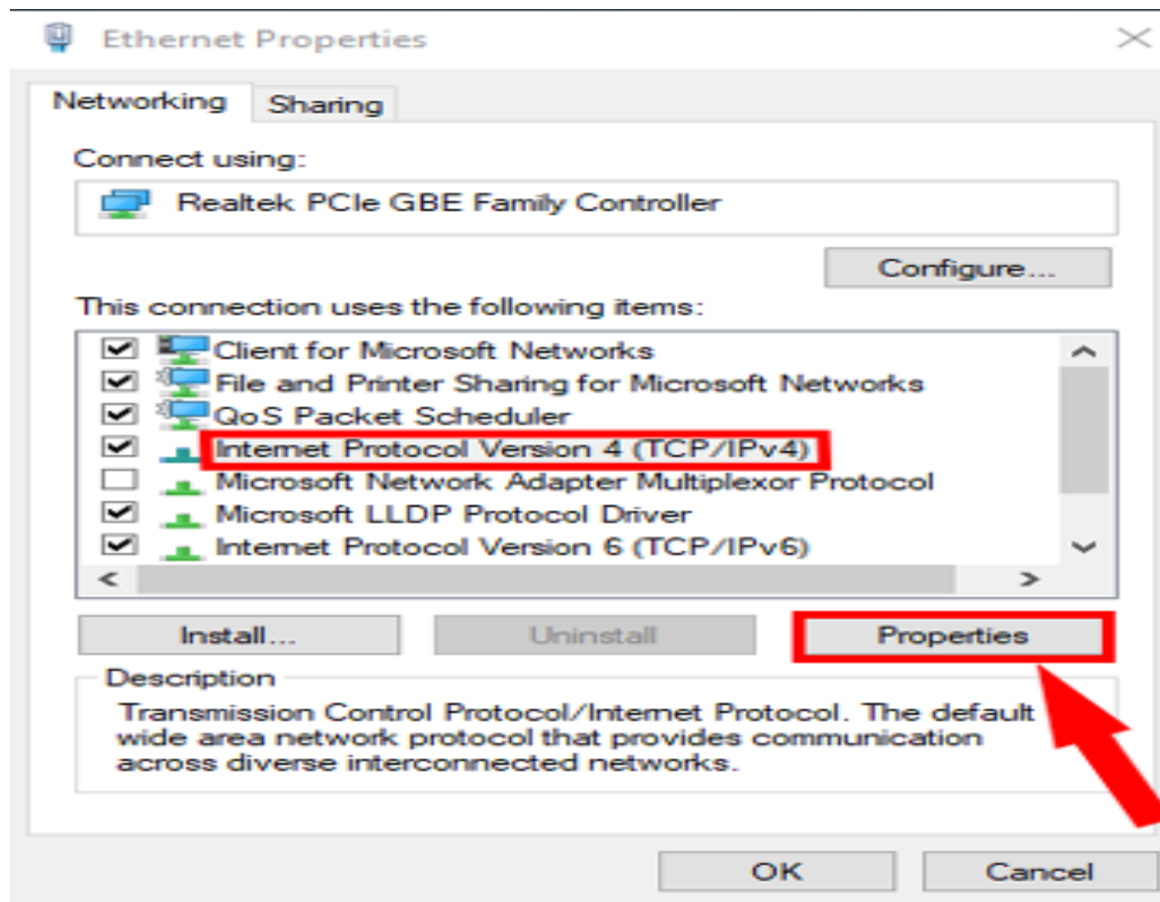 Ethernet Properties
Networking Sharing
Connect using:
Realtek PCIe GBE Family Controller
Configure...
This connection uses the following items:
Client for Microsoft Networks
File and Printer Sharing for Microsoft Networks
QoS Packet Scheduler
Internet Protocol Version 4 (TCP/IPv4)
Microsoft Network Adapter Multiplexor Protocol
Microsoft LLDP Protocol Driver
Internet Protocol Version 6 (TCP/IPv6)
Install... Uninstall Properties
Description
Transmission Control Protocol/Internet Protocol. The default
wide area network protocol that provides communication
across diverse interconnected networks.
OK Cancel